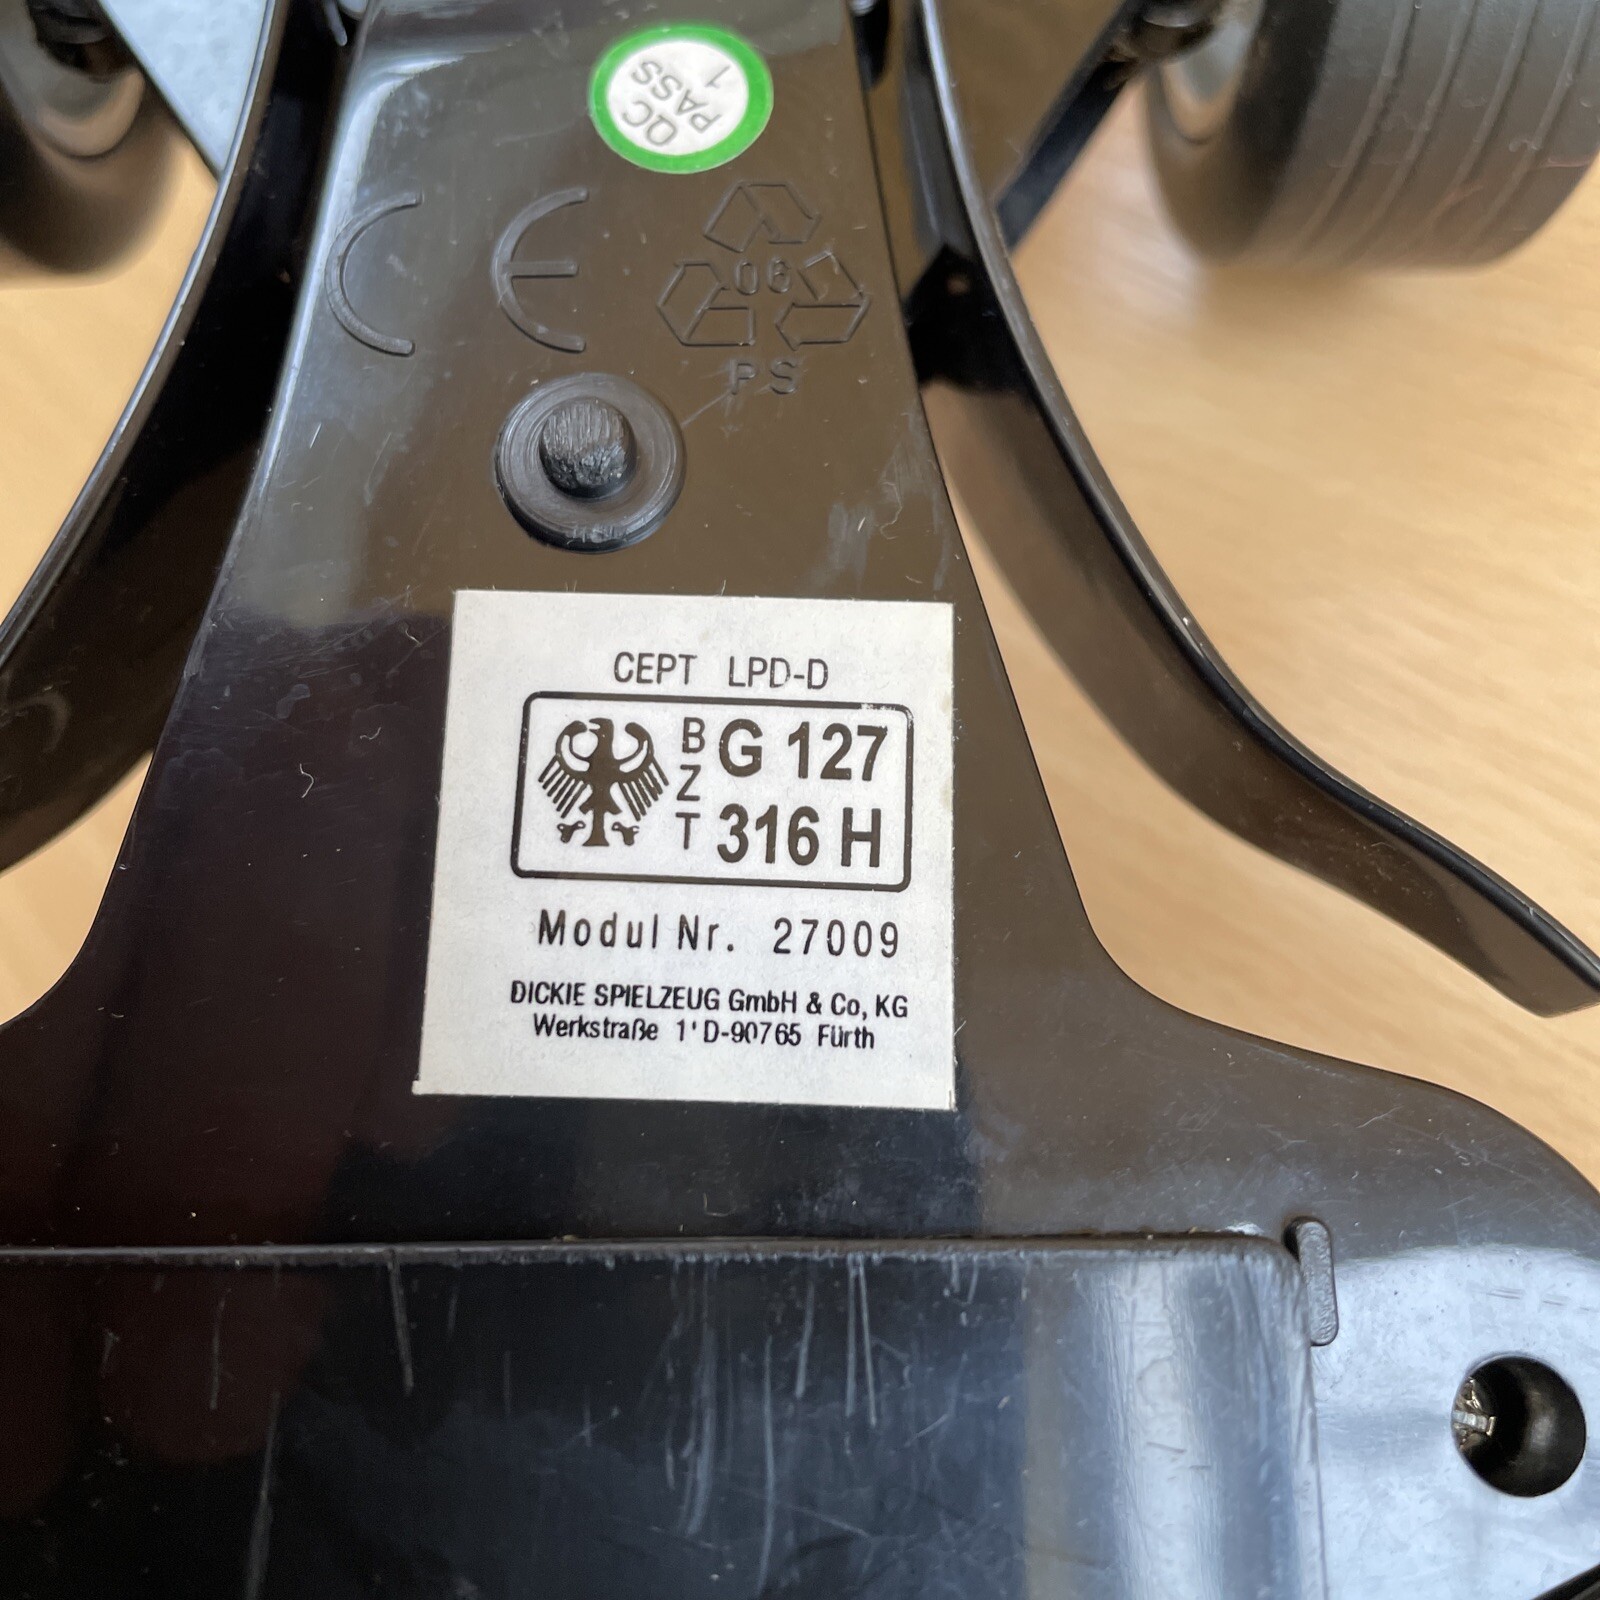 QC
PASS
1
CE
06
PS
CEPT LPD-D
BZT
G 127
316 H
Modul Nr. 27009
DICKIE SPIELZEUG GmbH & Co, KG
Werkstraße 1' D-90765 Fürth